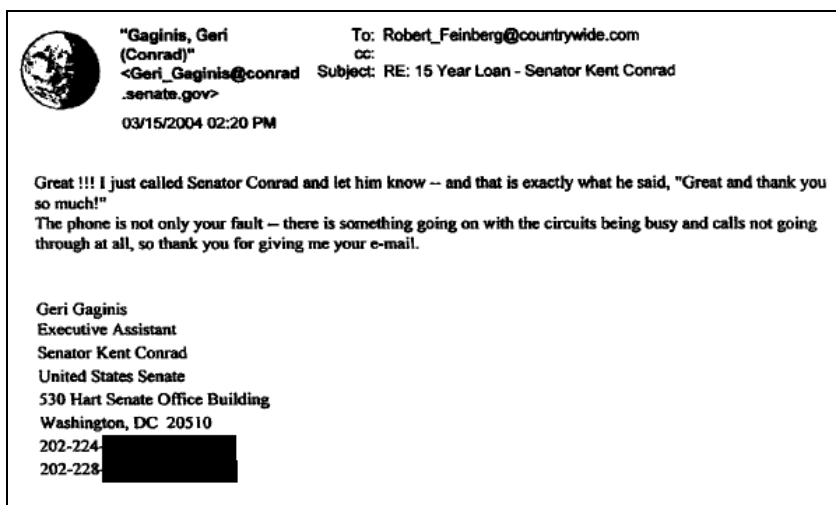 "Gaginis, Geri To: Robert_Feinberg@countrywide.com
(Conrad)" cc:
<Geri_Gaginis@conrad Subject: RE: 15 Year Loan - Senator Kent Conrad
.senate.gov>
03/15/2004 02:20 PM
Great !!! I just called Senator Conrad and let him know -- and that is exactly what he said, "Great and thank you
so much!"
The phone is not only your fault -- there is something going on with the circuits being busy and calls not going
through at all, so thank you for giving me your e-mail.
Geri Gaginis
Executive Assistant
Senator Kent Conrad
United States Senate
530 Hart Senate Office Building
Washington, DC 20510
202-224-
202-228-